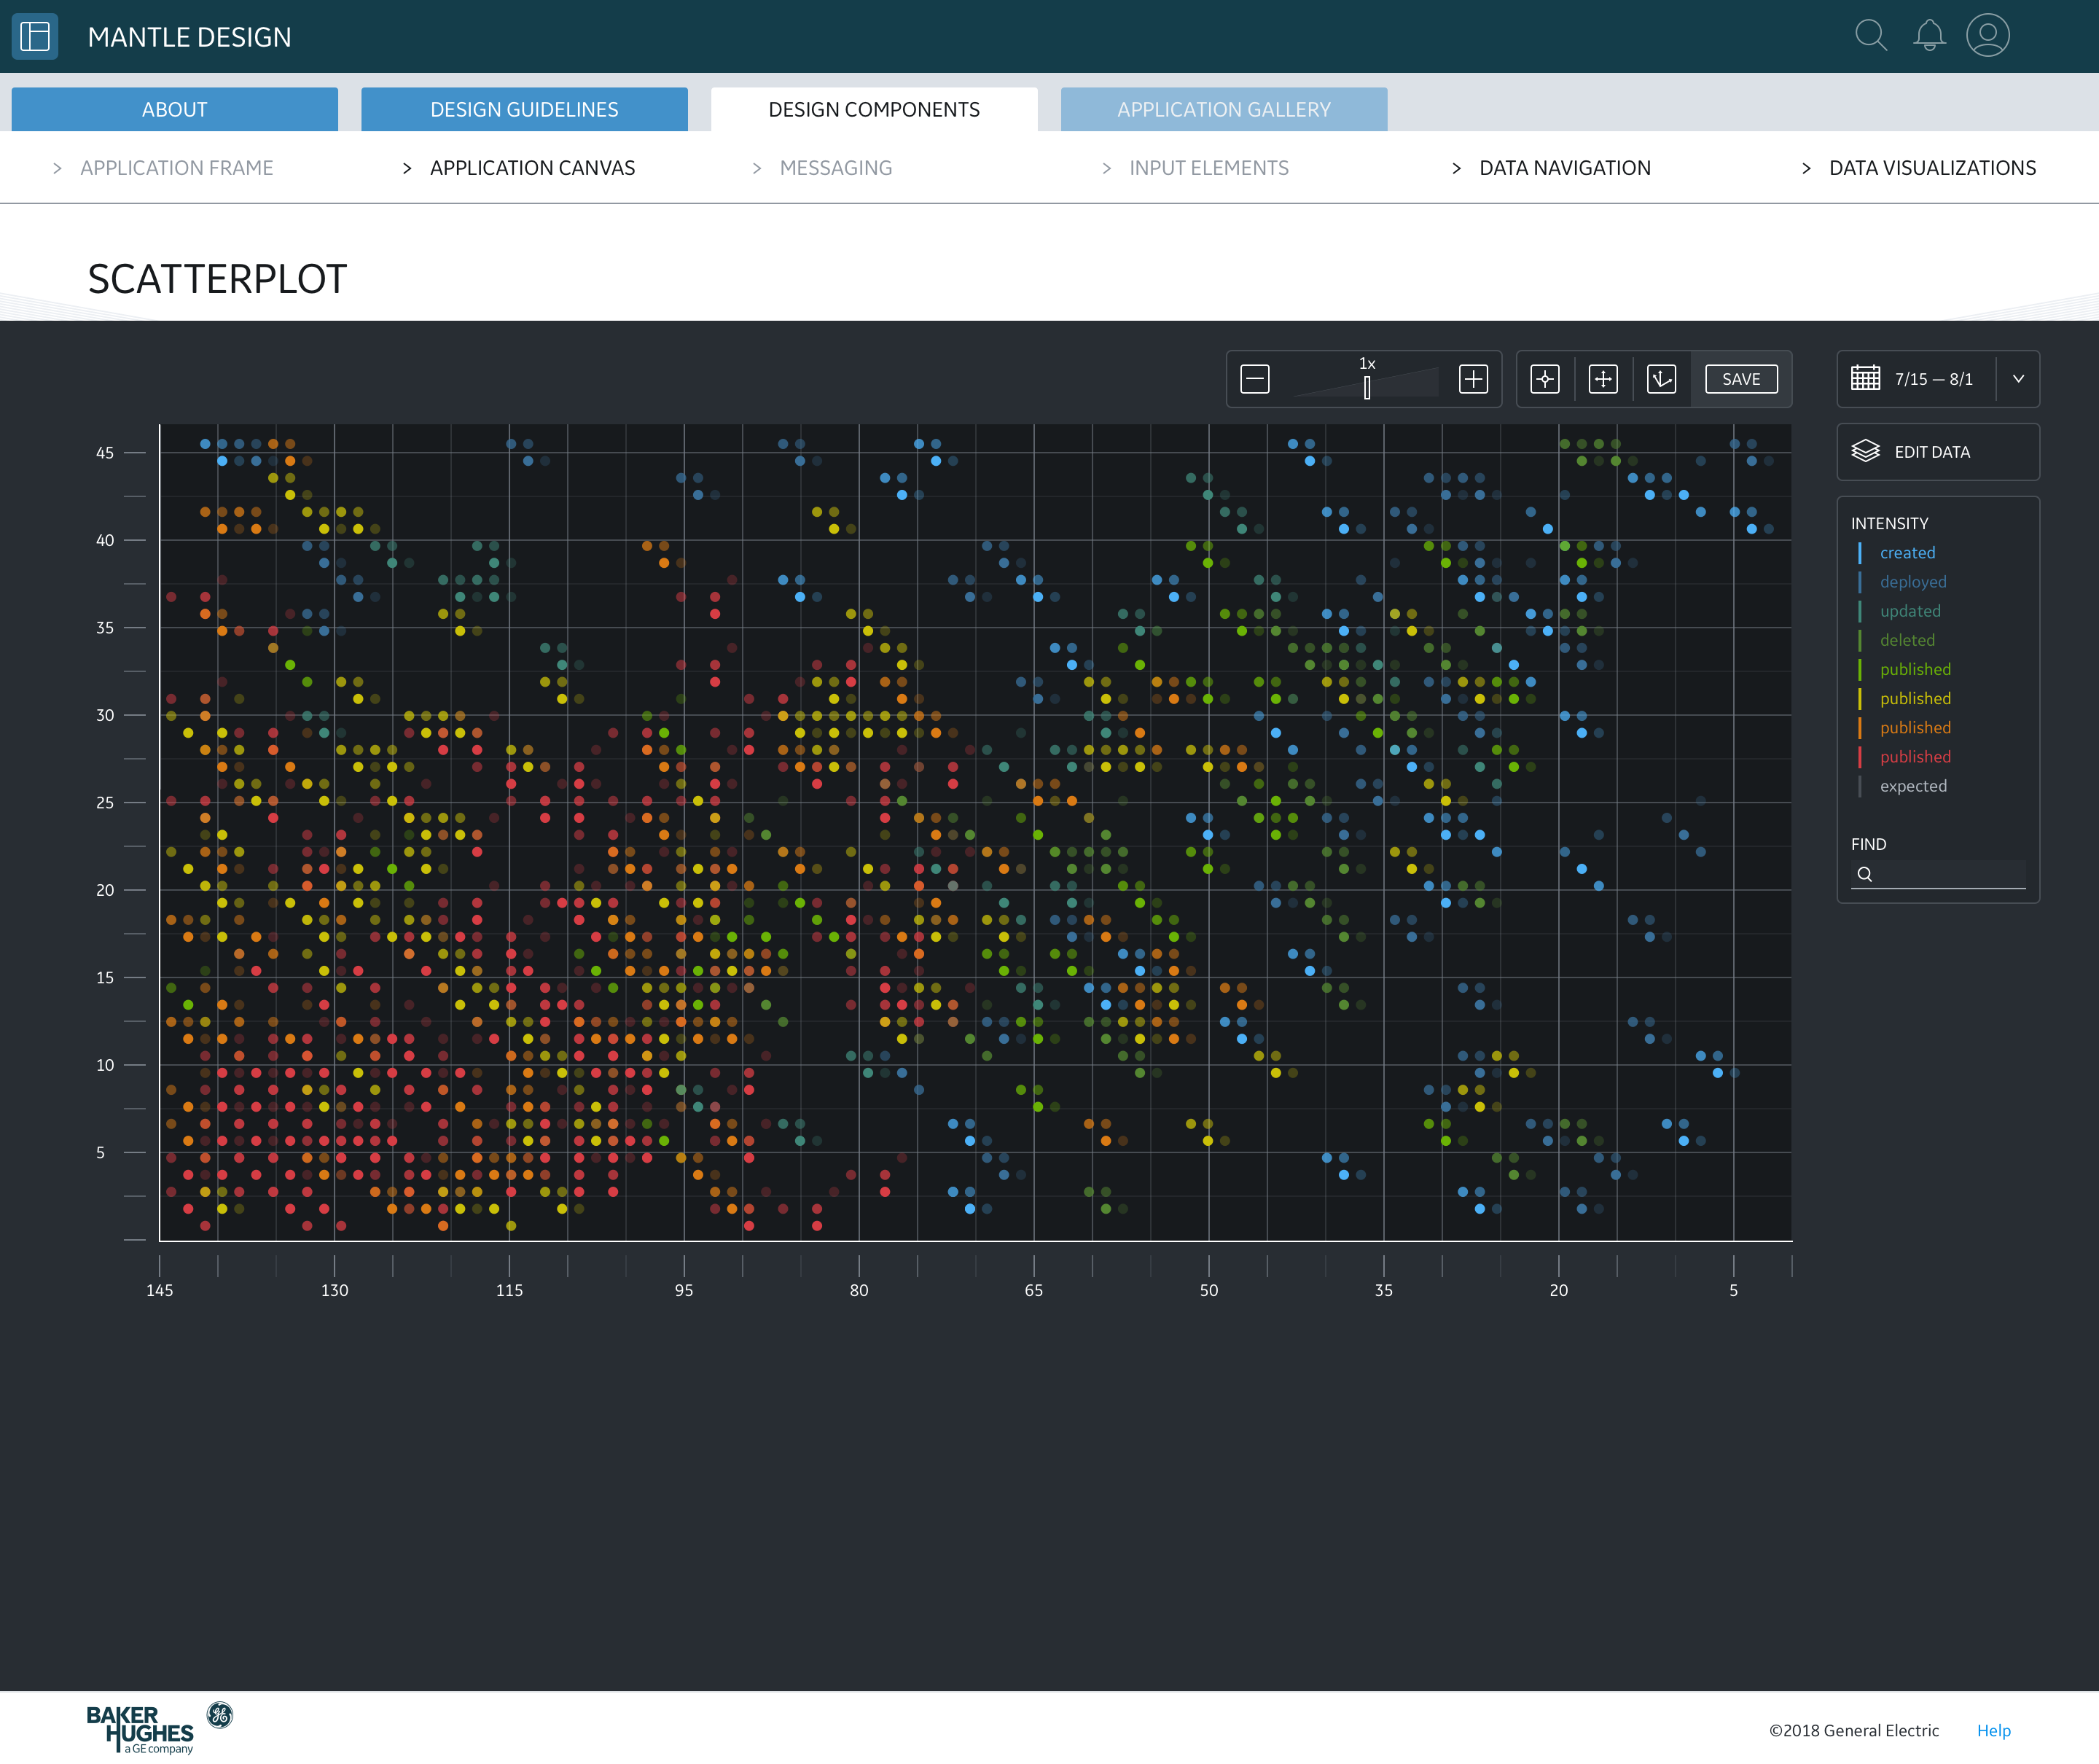 MANTLE DESIGN
ABOUT
DESIGN GUIDELINES
DESIGN COMPONENTS
APPLICATION GALLERY
> APPLICATION FRAME
> APPLICATION CANVAS
> MESSAGING
> INPUT ELEMENTS
> DATA NAVIGATION
> DATA VISUALIZATIONS
SCATTERPLOT
1x
SAVE
7/15 — 8/1
EDIT DATA
INTENSITY
created
deployed
updated
deleted
published
published
published
published
expected
FIND
45
40
35
30
25
20
15
10
5
145 130 115 95 80 65 50 35 20 5
BAKER
HUGHES
a GE company
GE
©2018 General Electric
Help